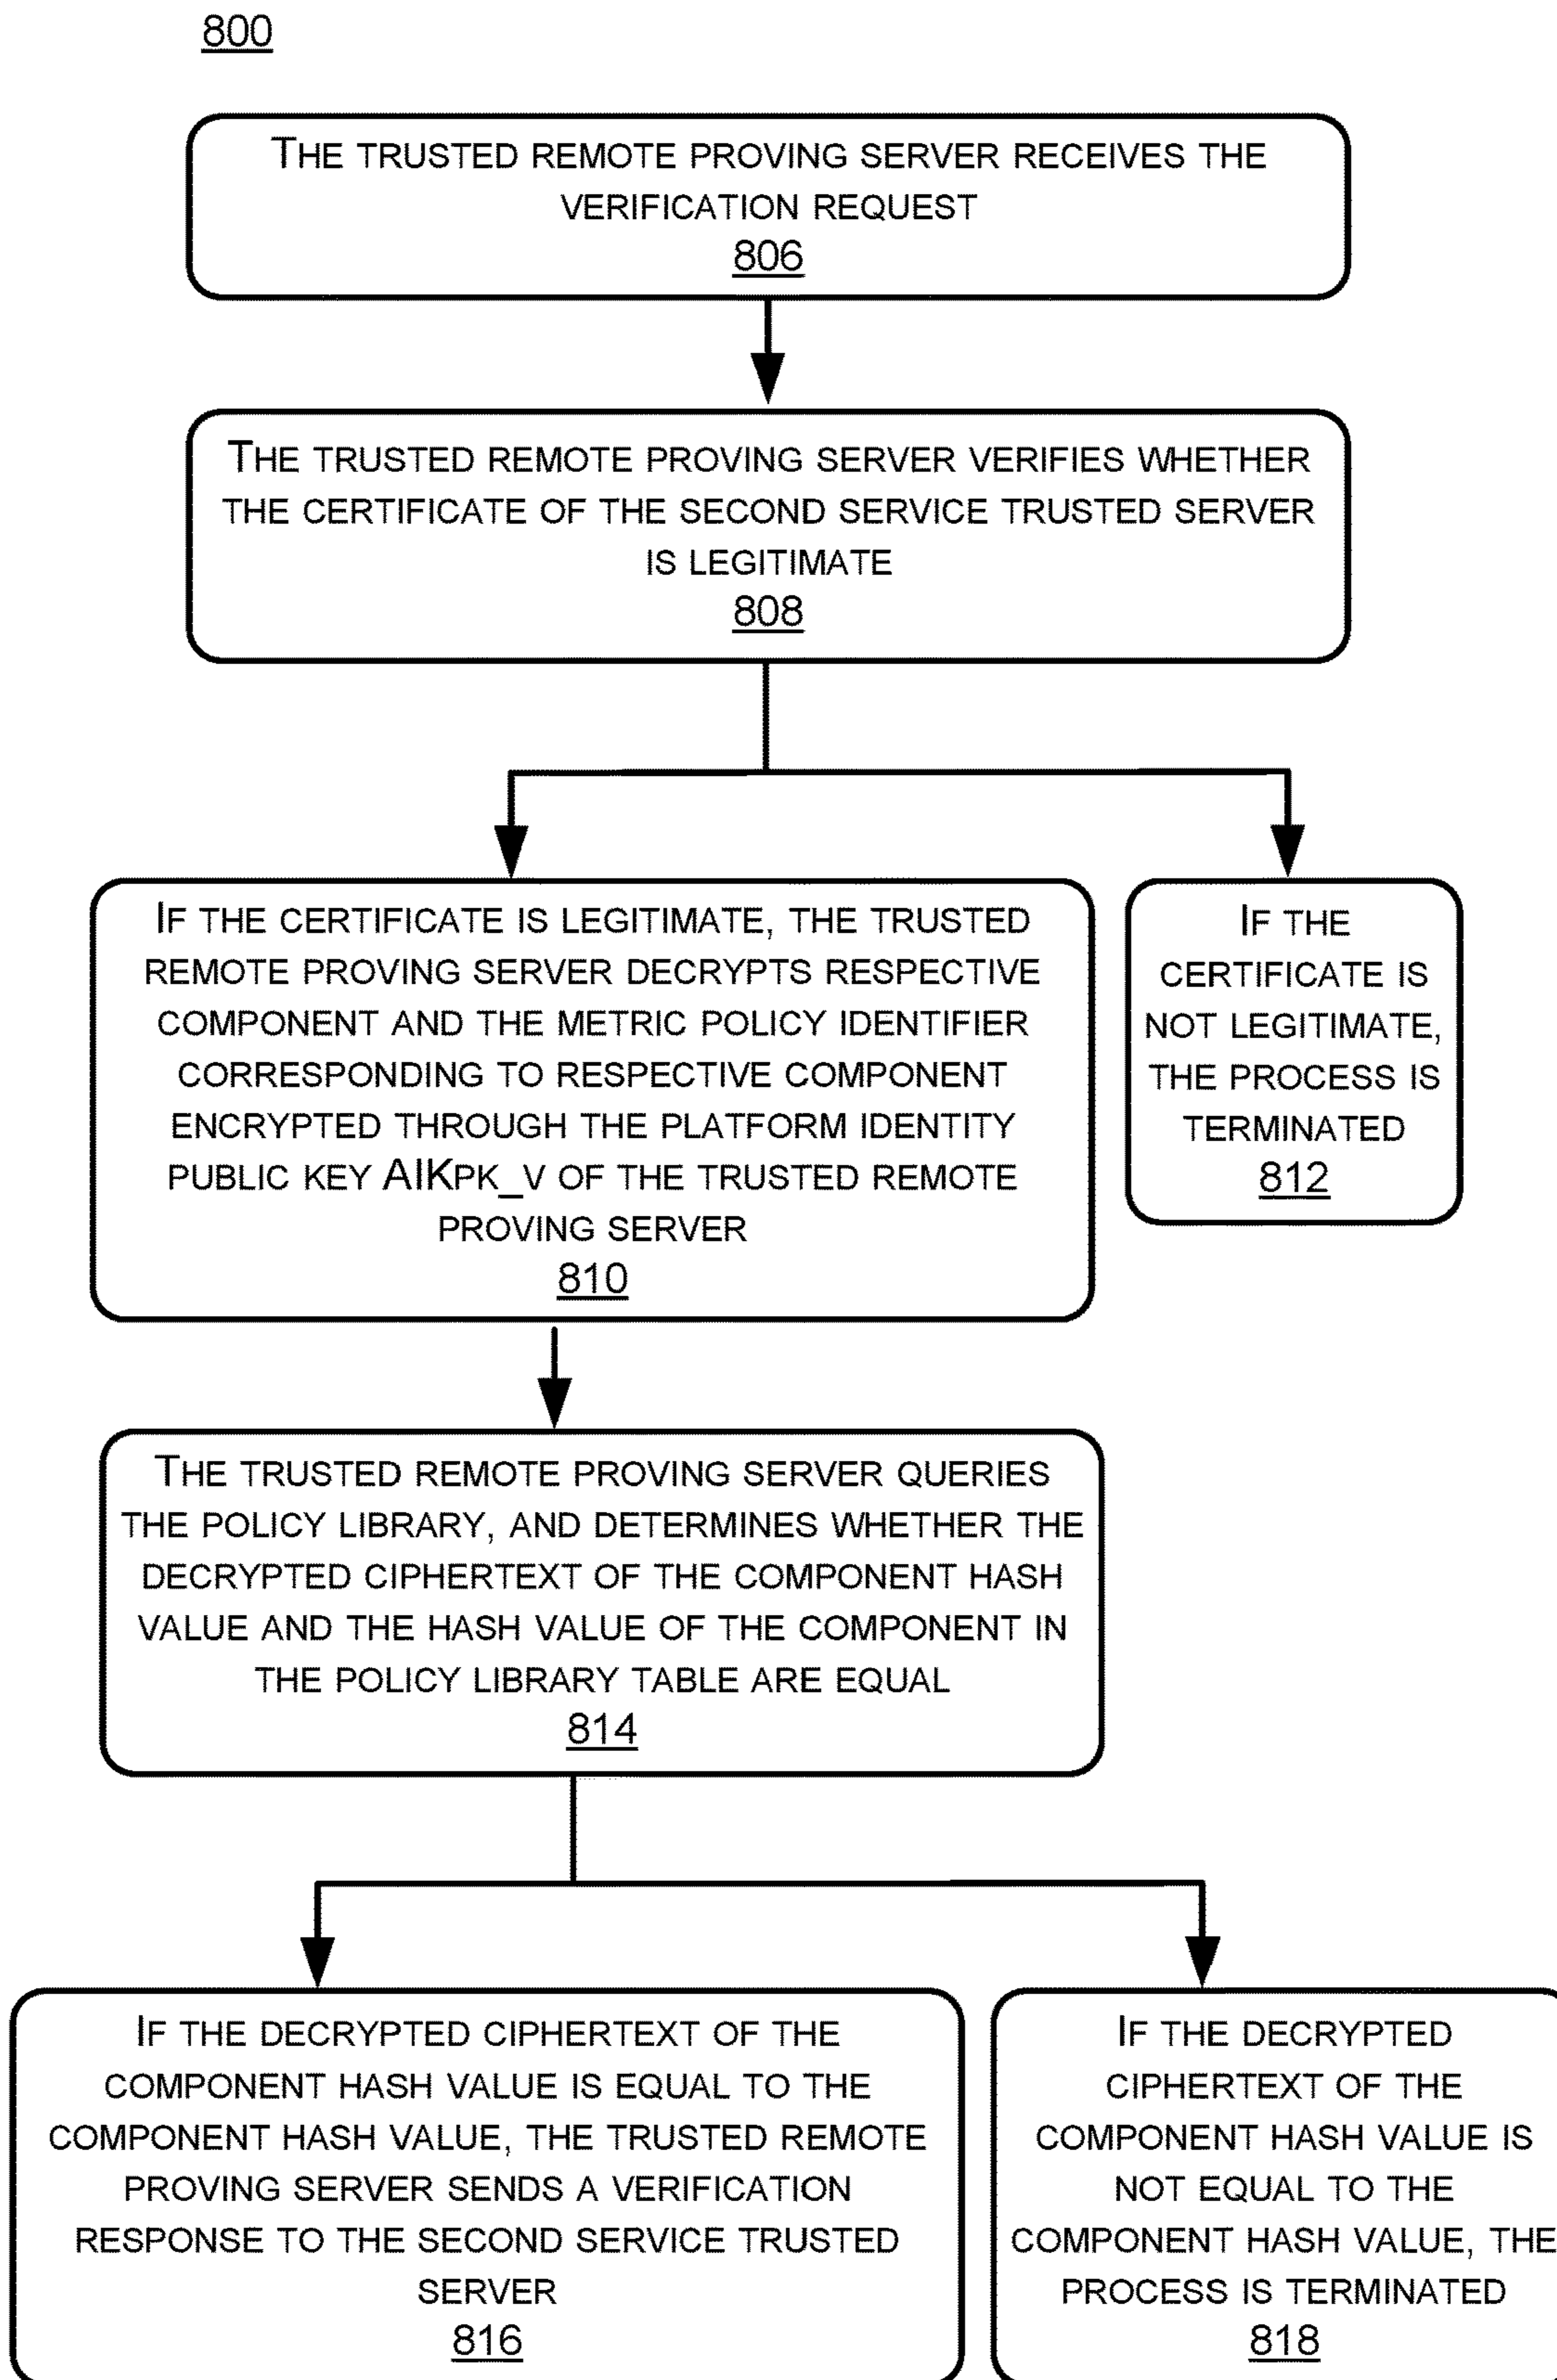 800
THE TRUSTED REMOTE PROVING SERVER RECEIVES THE
VERIFICATION REQUEST
806
THE TRUSTED REMOTE PROVING SERVER VERIFIES WHETHER
THE CERTIFICATE OF THE SECOND SERVICE TRUSTED SERVER
IS LEGITIMATE
808
IF THE CERTIFICATE IS LEGITIMATE, THE TRUSTED
REMOTE PROVING SERVER DECRYPTS RESPECTIVE
COMPONENT AND THE METRIC POLICY IDENTIFIER
CORRESPONDING TO RESPECTIVE COMPONENT
ENCRYPTED THROUGH THE PLATFORM IDENTITY
PUBLIC KEY AIKPK_V OF THE TRUSTED REMOTE
PROVING SERVER
810
IF THE
CERTIFICATE IS
NOT LEGITIMATE,
THE PROCESS IS
TERMINATED
812
THE TRUSTED REMOTE PROVING SERVER QUERIES
THE POLICY LIBRARY, AND DETERMINES WHETHER THE
DECRYPTED CIPHERTEXT OF THE COMPONENT HASH
VALUE AND THE HASH VALUE OF THE COMPONENT IN
THE POLICY LIBRARY TABLE ARE EQUAL
814
IF THE DECRYPTED CIPHERTEXT OF THE
COMPONENT HASH VALUE IS EQUAL TO THE
COMPONENT HASH VALUE, THE TRUSTED REMOTE
PROVING SERVER SENDS A VERIFICATION
RESPONSE TO THE SECOND SERVICE TRUSTED
SERVER
816
IF THE DECRYPTED
CIPHERTEXT OF THE
COMPONENT HASH VALUE IS
NOT EQUAL TO THE
COMPONENT HASH VALUE, THE
PROCESS IS TERMINATED
818